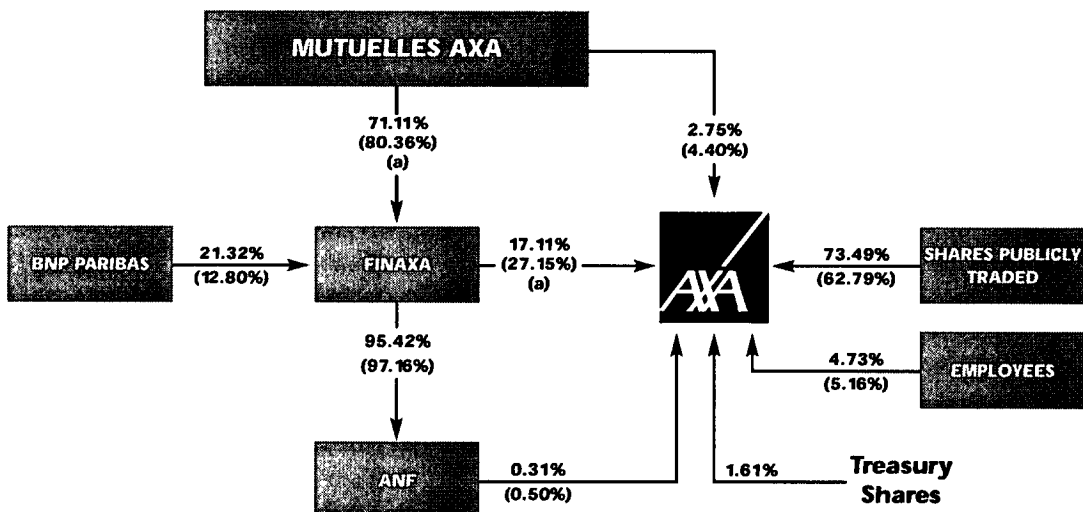 MUTUELLES AXA
71.11%
(80.36%)
(a)
2.75%
(4.40%)
BNP PARIBAS
21.32%
(12.80%)
FINAXA
17.11%
(27.15%)
(a)
AXA
73.49%
(62.79%)
SHARES PUBLICLY
TRADED
95.42%
(97.16%)
4.73%
(5.16%)
EMPLOYEES
ANF
0.31%
(0.50%)
1.61%
Treasury
Shares